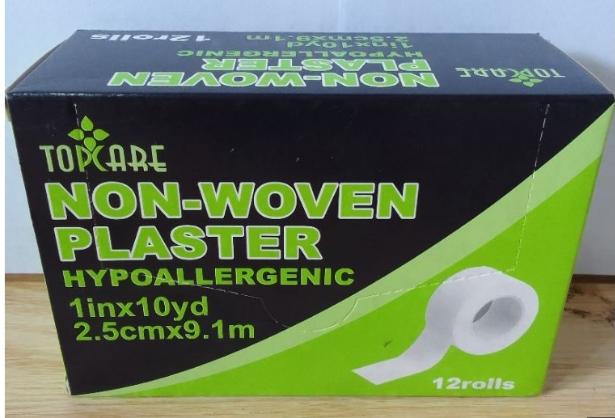 12rolls
1inx10yd
2.5cmx9.1m
HYPOALLERGENIC
NON-WOVEN
PLASTER
TOPCARE
TOPCARE
NON-WOVEN
PLASTER
HYPOALLERGENIC
1inx10yd
2.5cmx9.1m
12rolls